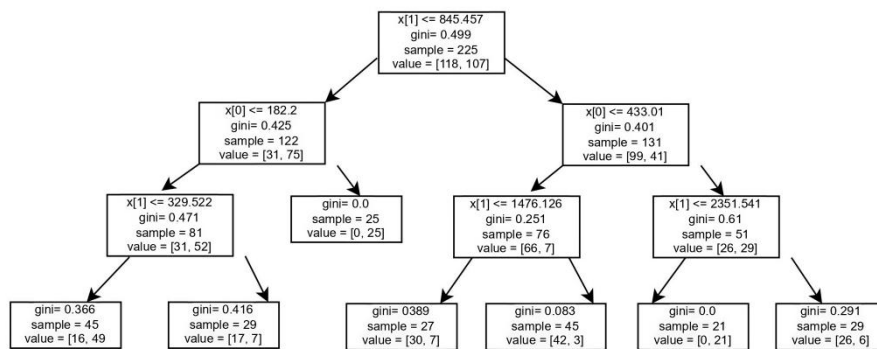 x[1] <= 845.457
gini= 0.499
sample = 225
value = [118, 107]
x[0] <= 182.2
gini= 0.425
sample = 122
value = [31, 75]
x[0] <= 433.01
gini= 0.401
sample = 131
value = [99, 41]
x[1] <= 329.522
gini= 0.471
sample = 81
value = [31, 52]
gini= 0.0
sample = 25
value = [0, 25]
x[1] <= 1476.126
gini= 0.251
sample = 76
value = [66, 7]
x[1] <= 2351.541
gini= 0.61
sample = 51
value = [26, 29]
gini= 0.366
sample = 45
value = [16, 49
gini= 0.416
sample = 29
value = [17, 7]
gini= 0389
sample = 27
value = [30, 7]
gini= 0.083
sample = 45
value = [42, 3]
gini= 0.0
sample = 21
value = [0, 21]
gini= 0.291
sample = 29
value = [26, 6]